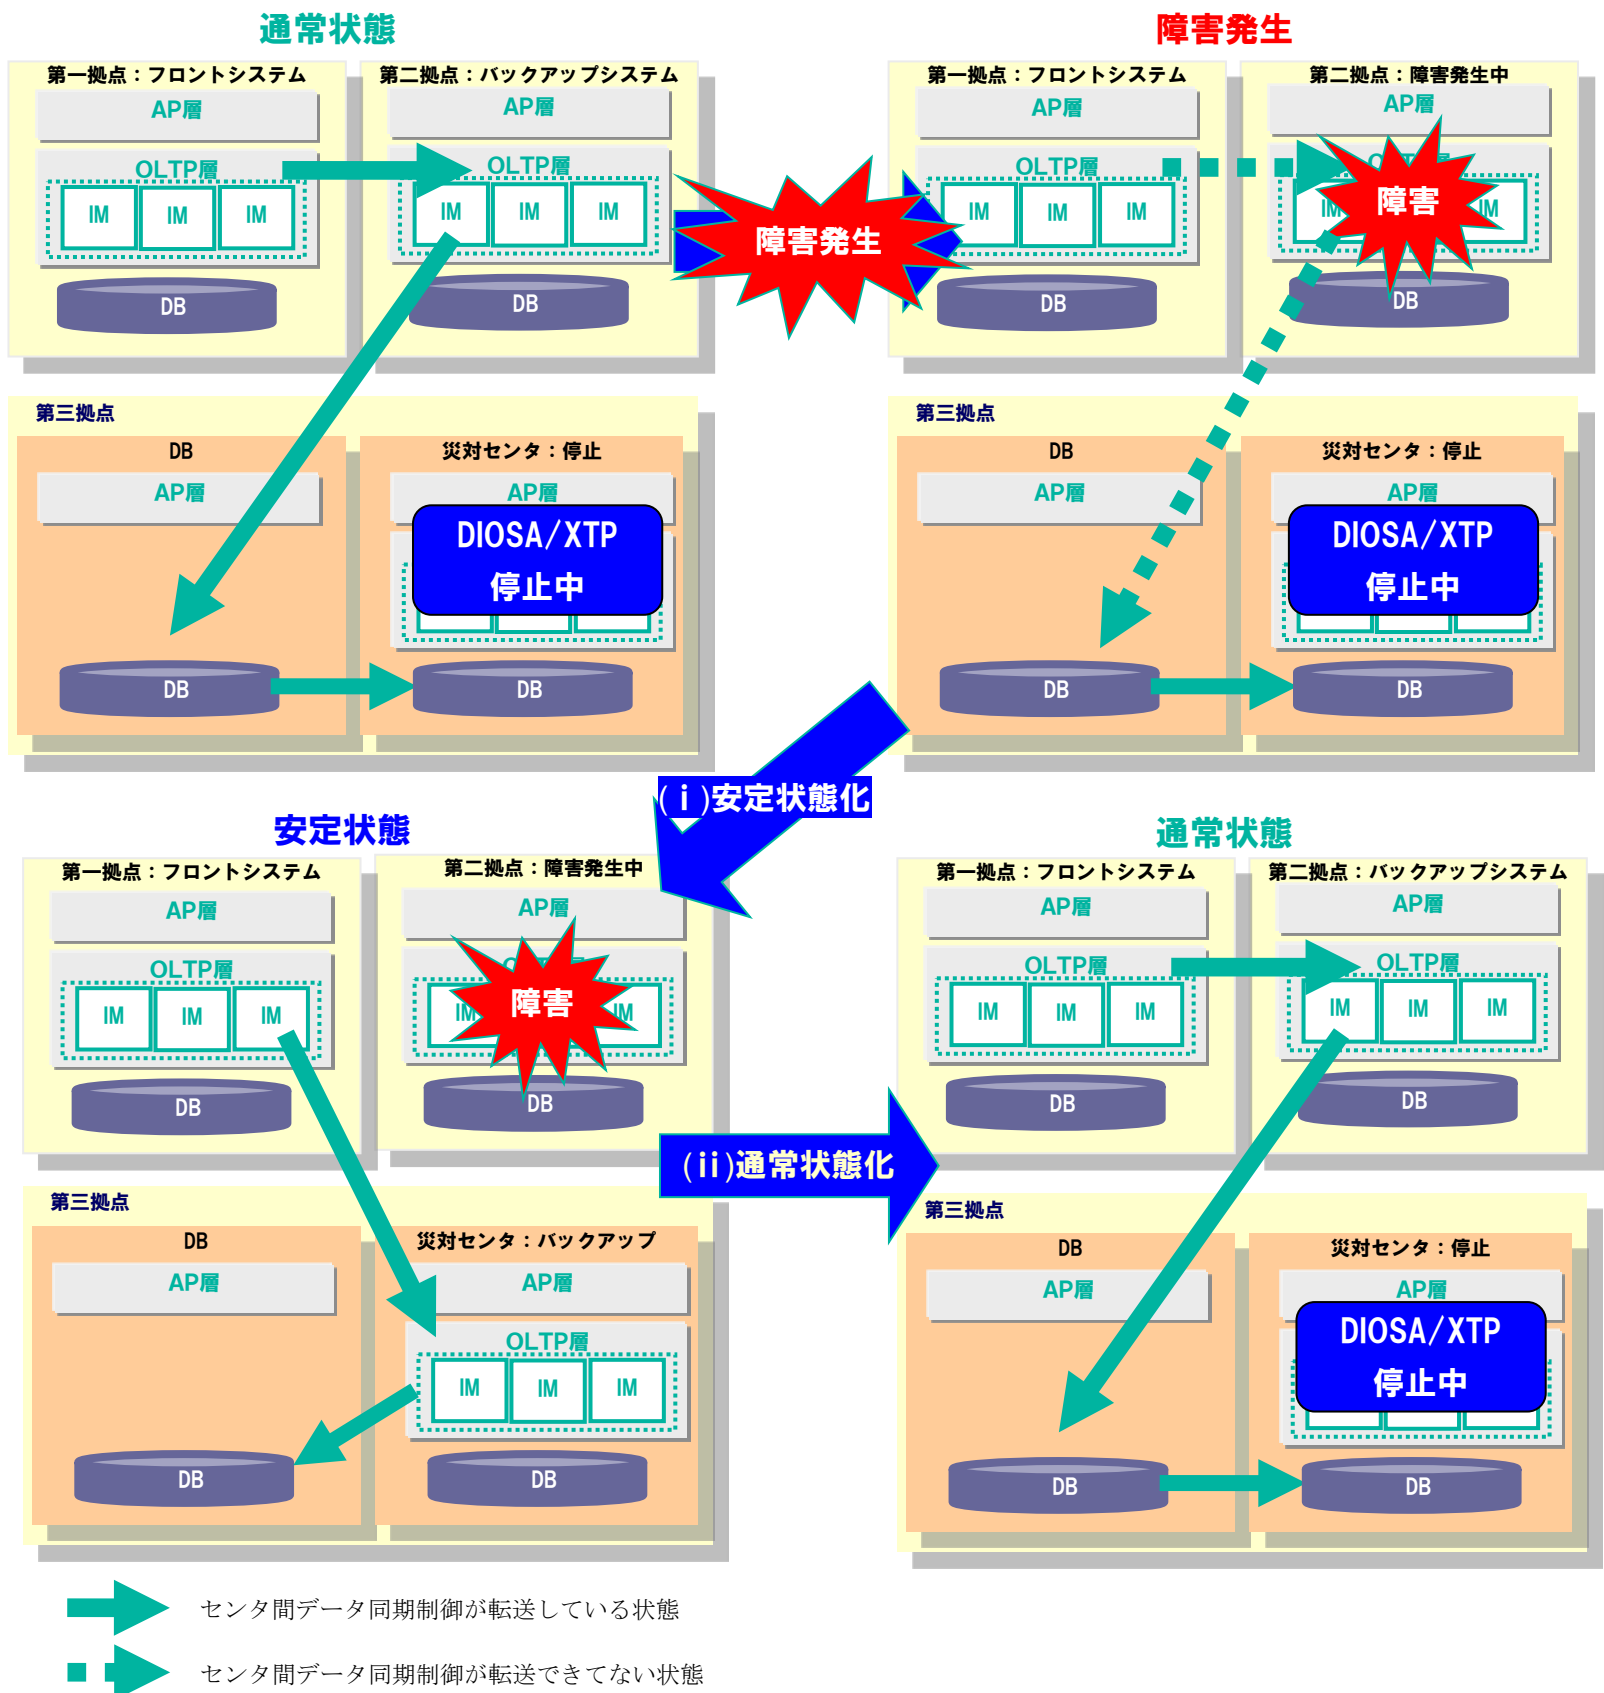 通常状態
第一拠点：フロントシステム
AP層
OLTP層
IM
IM
IM
DB
第二拠点：バックアップシステム
AP層
OLTP層
IM
IM
IM
DB
第三拠点
DB
AP層
DB
災対センタ：停止
AP層
DIOSA/XTP
停止中
DB
障害発生
障害発生
第一拠点：フロントシステム
AP層
OLTP層
IM
IM
IM
DB
第二拠点：障害発生中
AP層
障害
IM
IM
DB
第三拠点
DB
AP層
DB
災対センタ：停止
AP層
DIOSA/XTP
停止中
DB
(ⅰ)安定状態化
安定状態
第一拠点：フロントシステム
AP層
OLTP層
IM
IM
IM
DB
第二拠点：障害発生中
AP層
障害
IM
IM
DB
第三拠点
DB
AP層
DB
災対センタ：バックアップ
AP層
OLTP層
IM
IM
IM
DB
(ⅱ)通常状態化
通常状態
第一拠点：フロントシステム
AP層
OLTP層
IM
IM
IM
DB
第二拠点：バックアップシステム
AP層
OLTP層
IM
IM
IM
DB
第三拠点
DB
AP層
DB
災対センタ：停止
AP層
DIOSA/XTP
停止中
DB
センタ間データ同期制御が転送している状態
センタ間データ同期制御が転送できてない状態